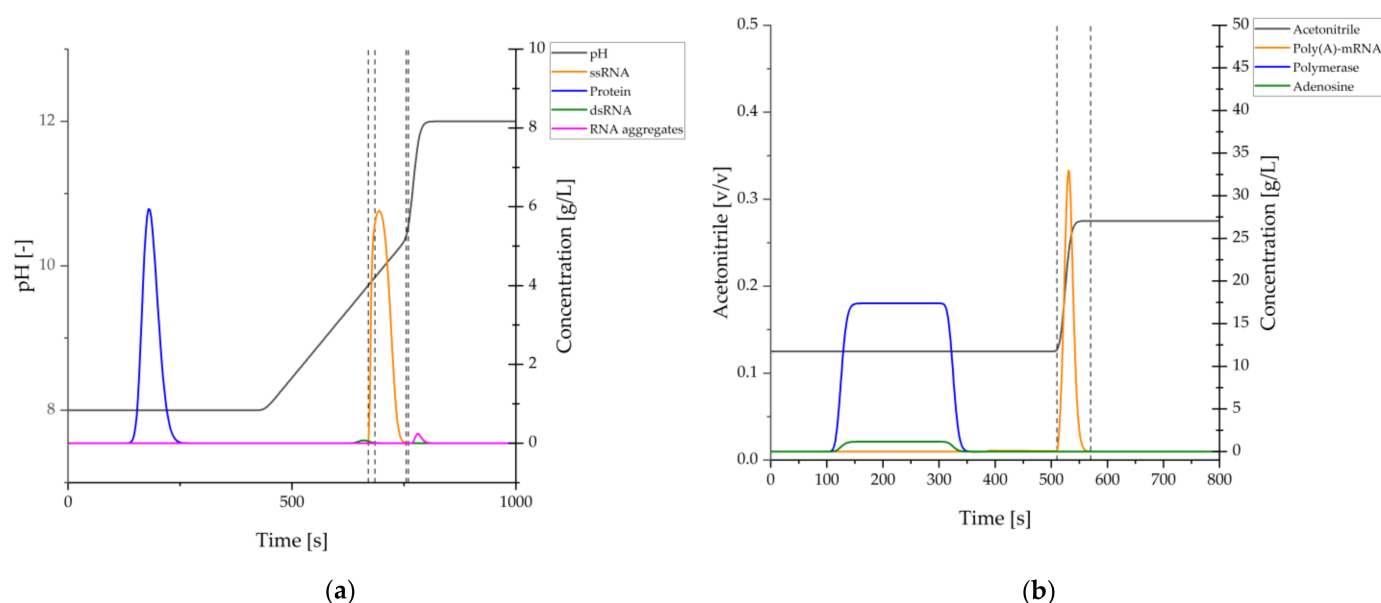 pH
ssRNA
Protein
dsRNA
RNA aggregates
pH [-]
12
10
8
10
8
6
4
2
0
Concentration [g/L]
0
500
1000
Time [s]
(a)
Acetonitrile
Poly(A)-mRNA
Polymerase
Adenosine
Acetonitrile [v/v]
0.5
0.4
0.3
0.2
0.1
0.0
50
45
40
35
30
25
20
15
10
5
0
Concentration [g/L]
0
100
200
300
400
500
600
700
800
Time [s]
(b)